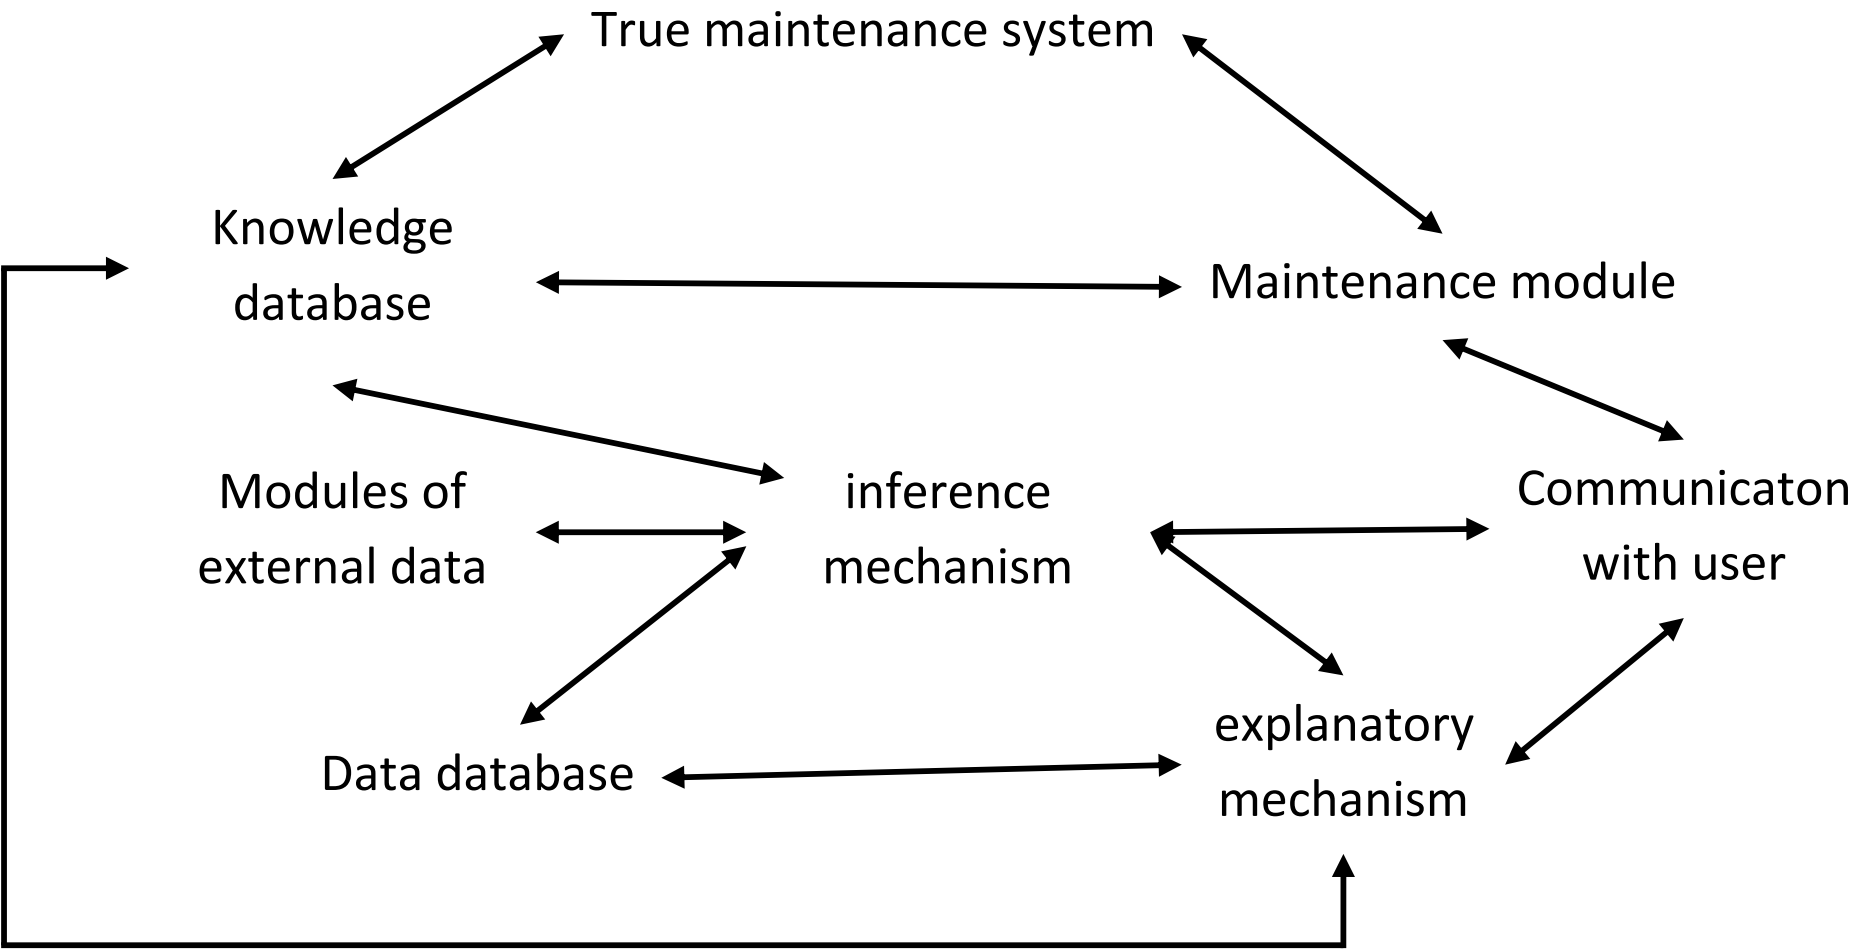 True maintenance system
Knowledge
database
Maintenance module
Modules of
external data
inference
mechanism
Communicaton
with user
Data database
explanatory
mechanism